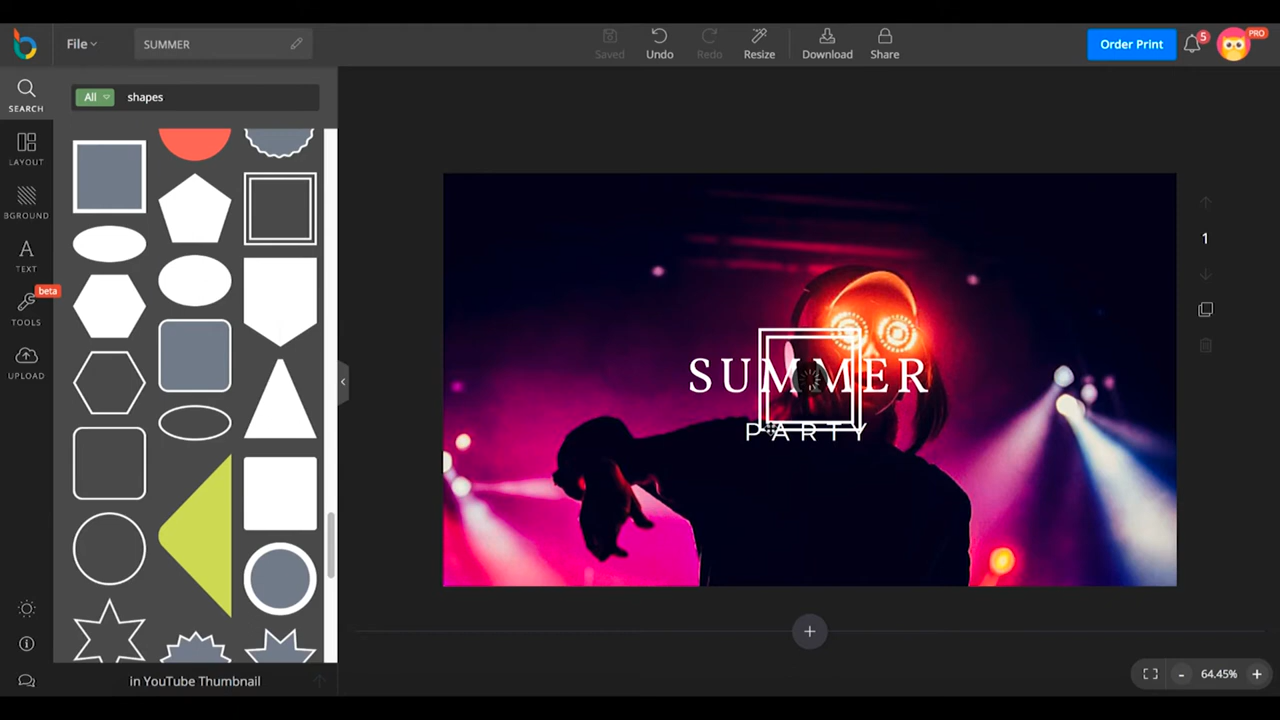 File
SUMMER
Saved
Undo
Redo
Resize
Download
Share
Order Print
5
PRO
SEARCH
All
shapes
LAYOUT
BGROUND
TEXT
beta
TOOLS
UPLOAD
1
SUMMER
PARTY
in YouTube Thumbnail
- 64.45% +